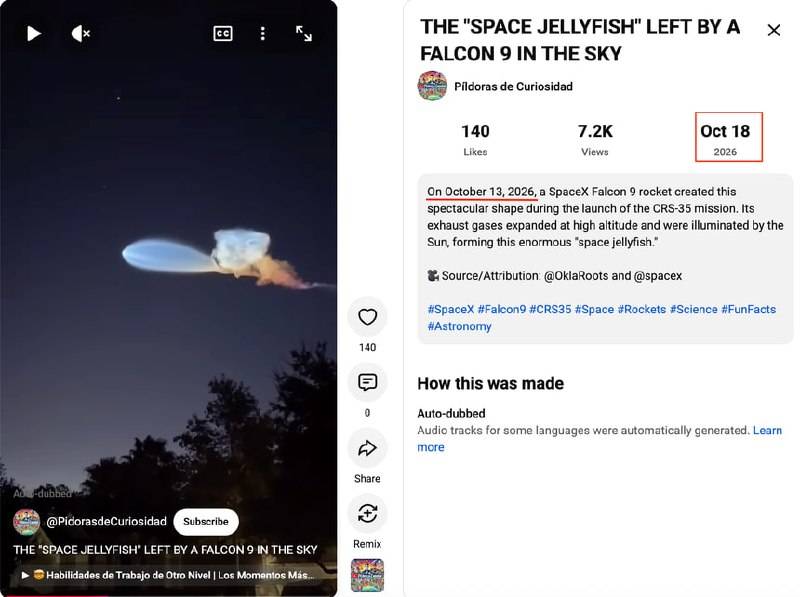 CC
Auto-dubbed
@PidorasdeCuriosidad
Subscribe
THE "SPACE JELLYFISH" LEFT BY A FALCON 9 IN THE SKY
Habilidades de Trabajo de Otro Nivel | Los Momentos Más...
140
0
Share
Remix
THE "SPACE JELLYFISH" LEFT BY A
FALCON 9 IN THE SKY
Píldoras de Curiosidad
140
7.2K
Oct 18
Likes
Views
2026
On October 13, 2026, a SpaceX Falcon 9 rocket created this
spectacular shape during the launch of the CRS-35 mission. Its
exhaust gases expanded at high altitude and were illuminated by the
Sun, forming this enormous "space jellyfish."
Source/Attribution: @OklaRoots and @spacex
#SpaceX #Falcon9 #CRS35 #Space #Rockets #Science #FunFacts
#Astronomy
How this was made
Auto-dubbed
Audio tracks for some languages were automatically generated. Learn
more